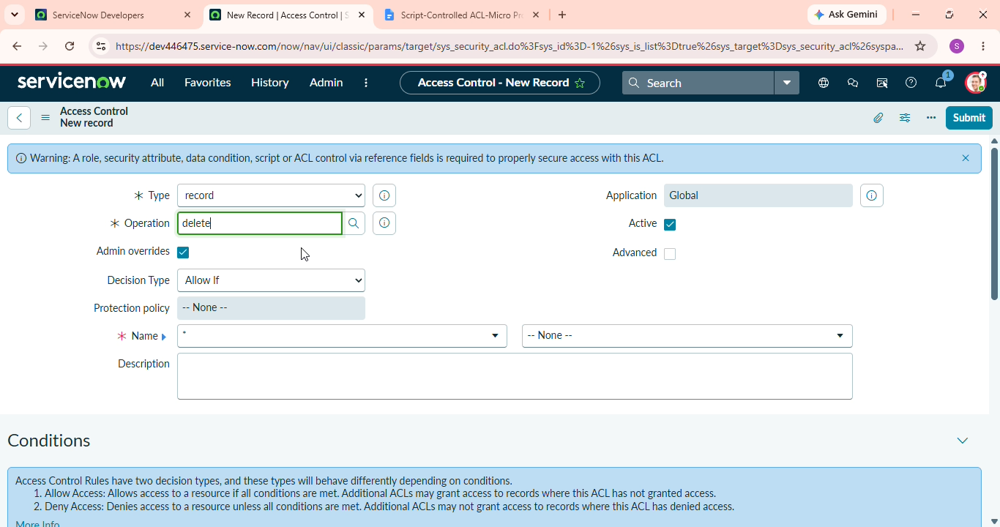 ServiceNow Developers
New Record | Access Control | S
Script-Controlled ACL-Micro Pr
Ask Gemini
https://dev446475.service-now.com/now/nav/ui/classic/params/target/sys_security_acl.do%3Fsys_id%3D-1%26sys_is_list%3Dtrue%26sys_target%3Dsys_security_acl%26syspa...
S
servicenow
All
Favorites
History
Admin
Access Control - New Record
Search
1
Access Control
New record
Submit
Warning: A role, security attribute, data condition, script or ACL control via reference fields is required to properly secure access with this ACL.
Type
record
Application
Global
Operation
delete
Active
Admin overrides
Advanced
Decision Type
Allow If
Protection policy
-- None --
Name
*
-- None --
Description
Conditions
Access Control Rules have two decision types, and these types will behave differently depending on conditions.
1. Allow Access: Allows access to a resource if all conditions are met. Additional ACLs may grant access to records where this ACL has not granted access.
2. Deny Access: Denies access to a resource unless all conditions are met. Additional ACLs may not grant access to records where this ACL has denied access.
More Info